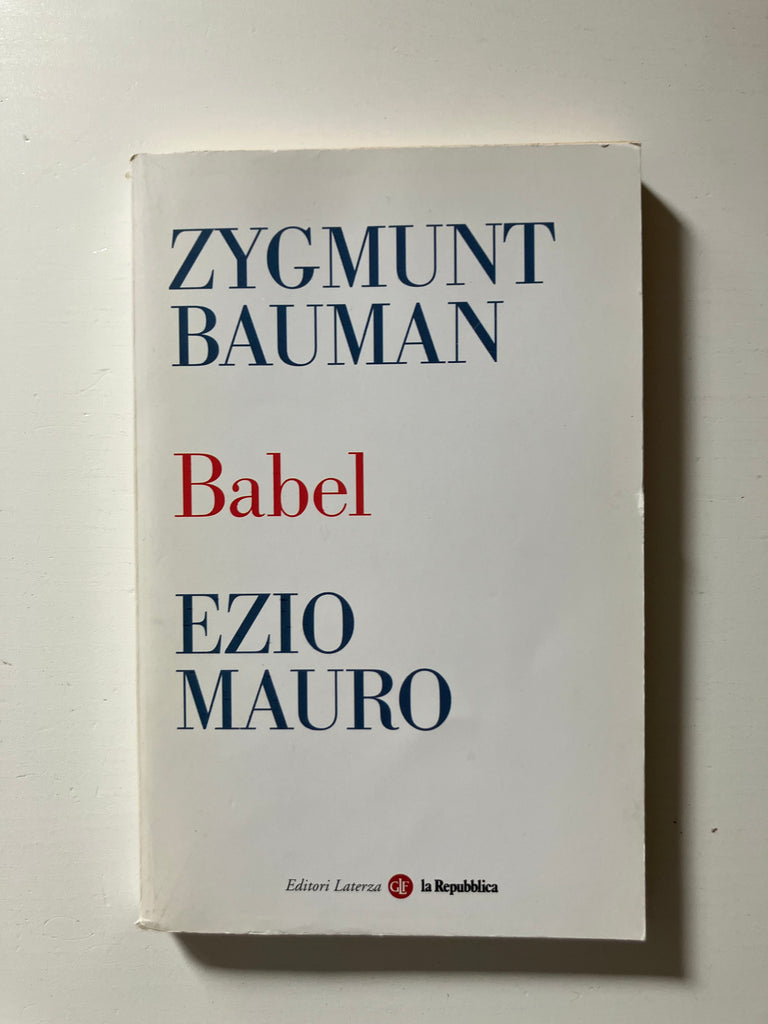 ZYGMUNT
BAUMAN
Babel
EZIO
MAURO
Editori Laterza GLF la Repubblica